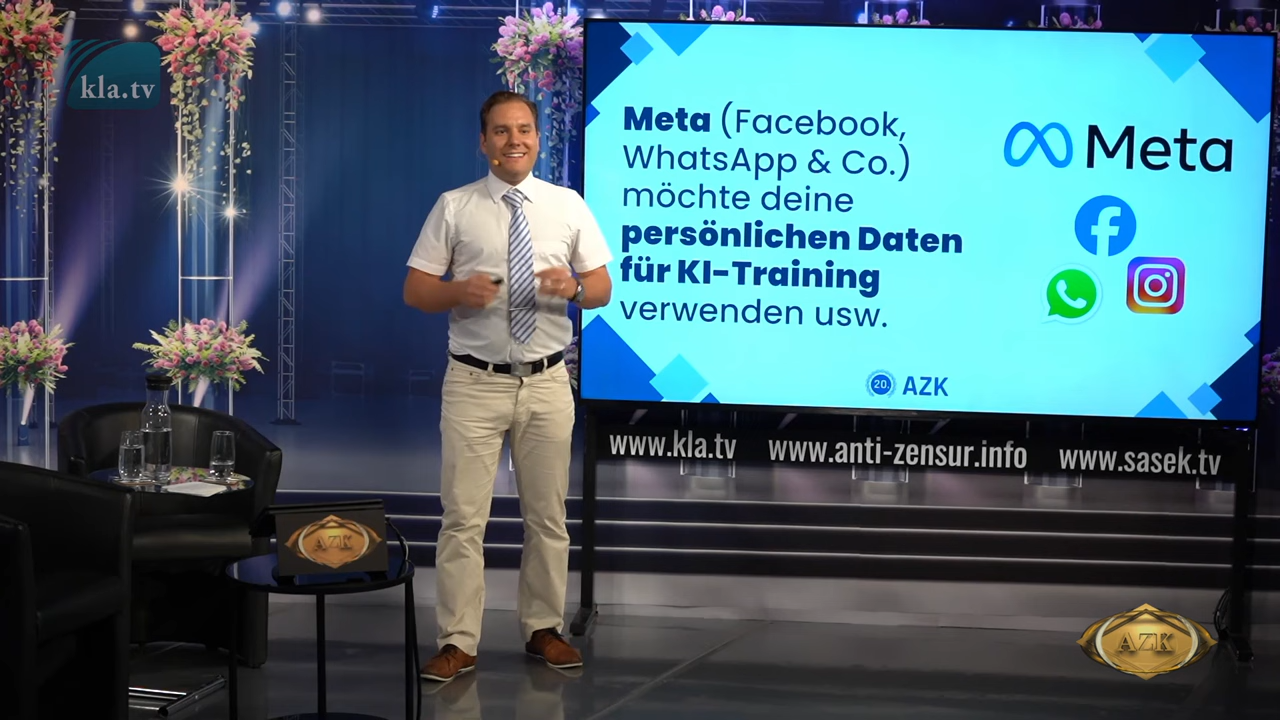 kla.tv
Meta (Facebook,
WhatsApp & Co.)
möchte deine
persönlichen Daten
für KI-Training
verwenden usw.
Meta
20. AZK
www.kla.tv www.anti-zensur.info www.sasek.tv
AZK
AZK